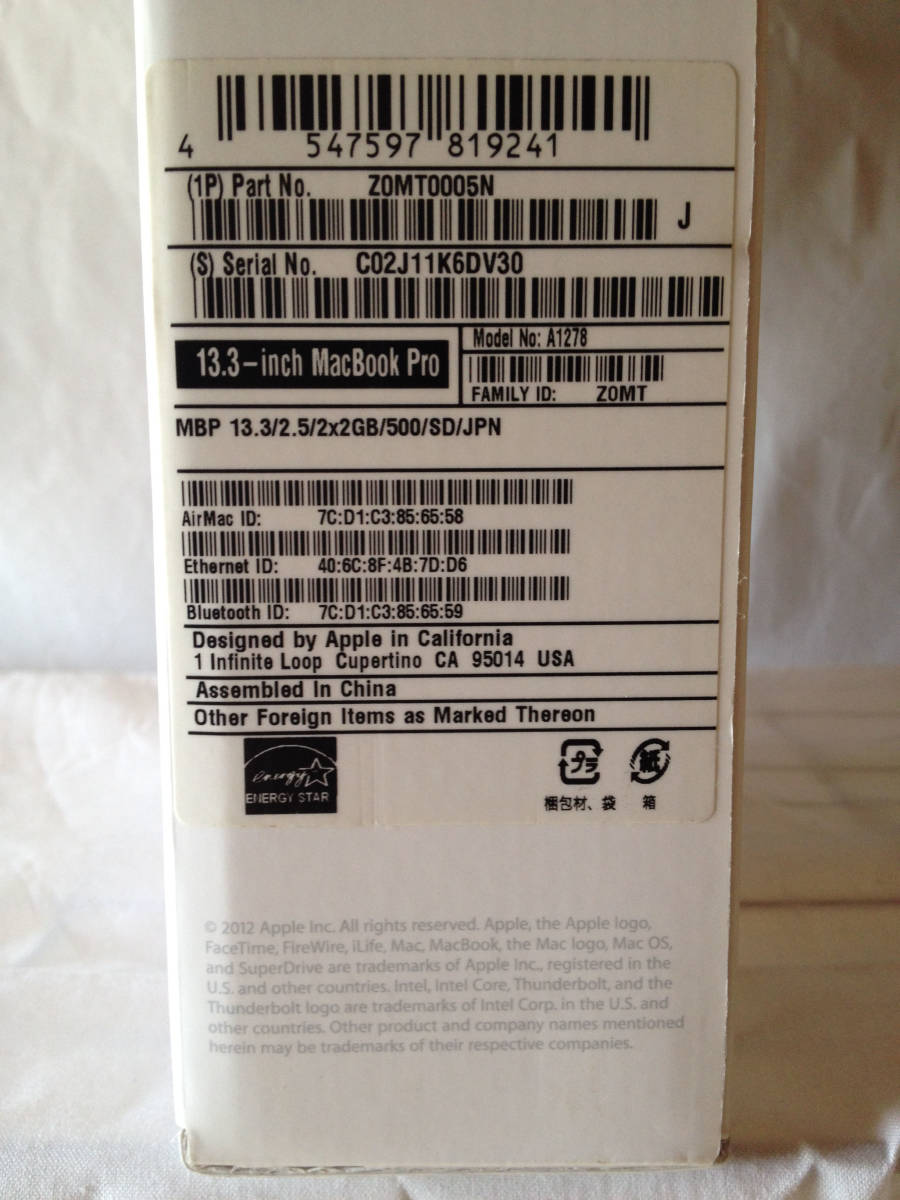 4 547597 819241
(1P) Part No. Z0MT0005N
J
(S) Serial No. C02J11K6DV30
13.3-inch MacBook Pro
Model No: A1278
FAMILY ID: Z0MT
MBP 13.3/2.5/2x2GB/500/SD/JPN
AirMac ID: 7C:D1:C3:85:65:58
Ethernet ID: 40:6C:8F:4B:7D:D6
Bluetooth ID: 7C:D1:C3:85:65:59
Designed by Apple in California
1 Infinite Loop Cupertino CA 95014 USA
Assembled In China
Other Foreign Items as Marked Thereon
energy
ENERGY STAR
プラ
紙
梱包材、袋
箱
© 2012 Apple Inc. All rights reserved. Apple, the Apple logo,
FaceTime, FireWire, iLife, Mac, MacBook, the Mac logo, Mac OS,
and SuperDrive are trademarks of Apple Inc., registered in the
U.S. and other countries. Intel, Intel Core, Thunderbolt, and the
Thunderbolt logo are trademarks of Intel Corp. in the U.S. and
other countries. Other product and company names mentioned
herein may be trademarks of their respective companies.